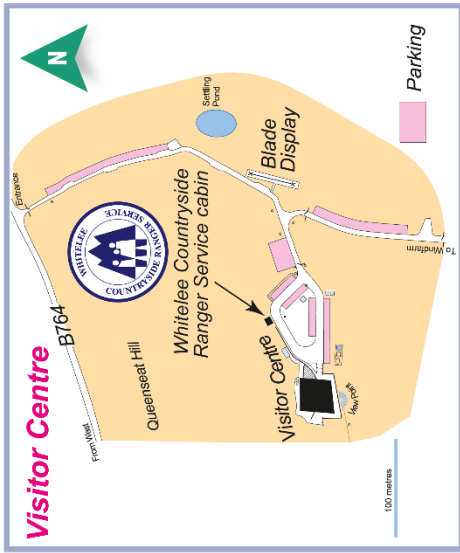 Visitor Centre
From West
B764
Entrance
Queenseat Hill
WHITELEE
COUNTRYSIDE RANGER SERVICE
Settling
Pond
Whitelee Countryside
Ranger Service cabin
Blade
Display
Visitor Centre
View Point
To Windfarm
100 metres
Parking
N